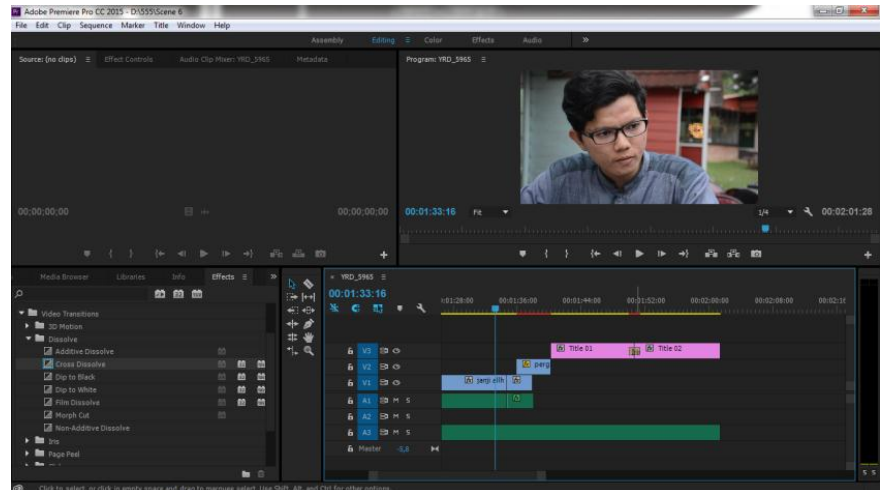 Adobe Premiere Pro CC 2015 - D:\555\Scene 6
File Edit Clip Sequence Marker Title Window Help
Assembly Editing Color Effects Audio
Source: (no clips) Effect Controls Audio Clip Mixer: YRD_5965 Metadata
Program: YRD_5965
00;00;00;00 00;00;00;00
00:01:33:16 Fit 1/4 00:02:01:28
Media Browser Libraries Info Effects
Video Transitions
3D Motion
Dissolve
Additive Dissolve
Cross Dissolve
Dip to Black
Dip to White
Film Dissolve
Morph Cut
Non-Additive Dissolve
Iris
Page Peel
× YRD_5965
00:01:33:16
:01:28:00 00:01:36:00 00:01:44:00 00:01:52:00 00:02:00:00 00:02:08:00 00:02:16
V3 Title 01 Title 02
V2 perg
V1
A1 M S
A2 M S
A3 M S
Master -5,8
S S
Click to select, or click in empty space and drag to marquee select. Use Shift, Alt, and Ctrl for other options.